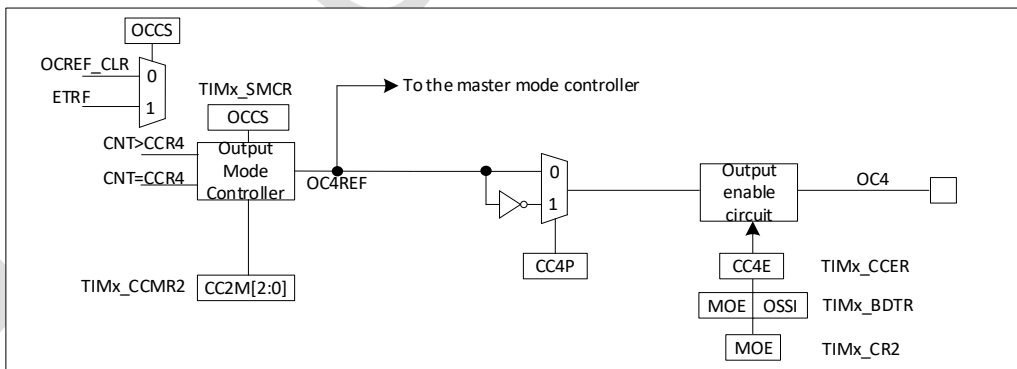 OCCS
OCREF_CLR
0
ETRF
1
To the master mode controller
TIMx_SMCR
OCCS
CNT>CCR4
CNT=CCR4
Output
Mode
Controller
OC4REF
0
1
Output
enable
circuit
OC4
CC4P
CC4E
TIMx_CCER
TIMx_CCMR2
CC2M[2:0]
MOE
OSSI
TIMx_BDTR
MOE
TIMx_CR2